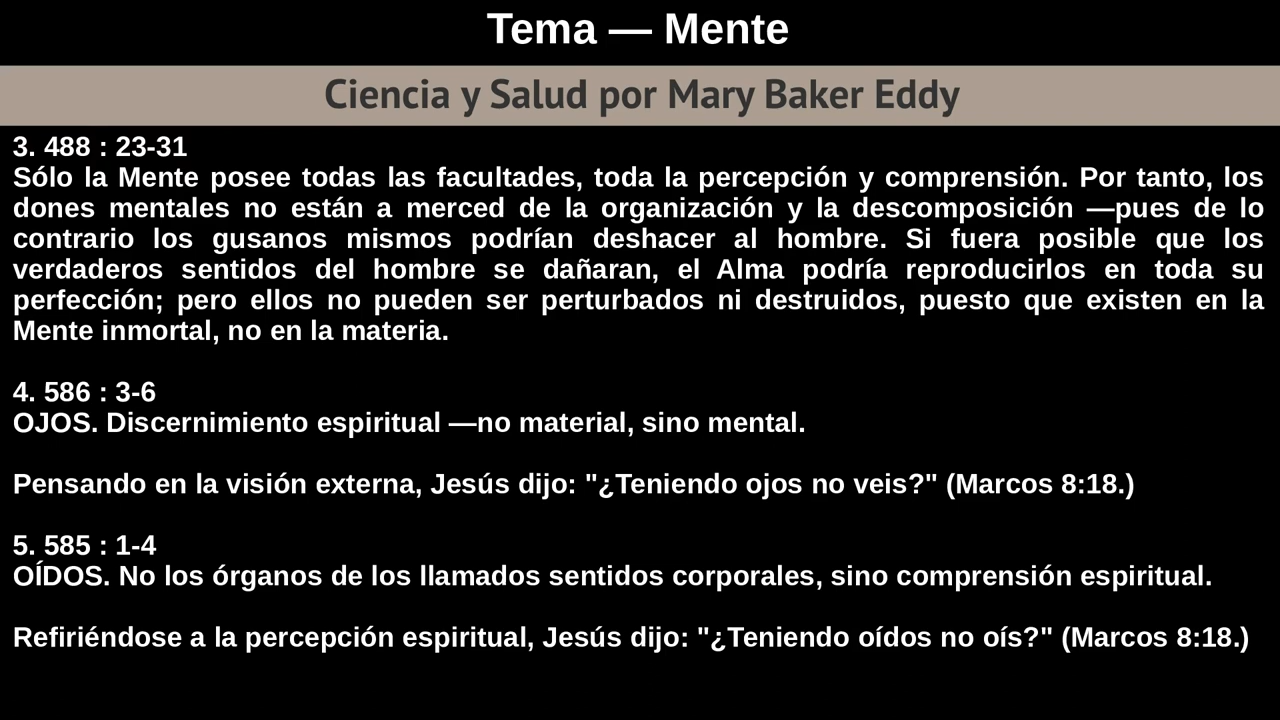 Tema — Mente
Ciencia y Salud por Mary Baker Eddy
3. 488 : 23-31
Sólo la Mente posee todas las facultades, toda la percepción y comprensión. Por tanto, los
dones mentales no están a merced de la organización y la descomposición —pues de lo
contrario los gusanos mismos podrían deshacer al hombre. Si fuera posible que los
verdaderos sentidos del hombre se dañaran, el Alma podría reproducirlos en toda su
perfección; pero ellos no pueden ser perturbados ni destruidos, puesto que existen en la
Mente inmortal, no en la materia.
4. 586 : 3-6
OJOS. Discernimiento espiritual —no material, sino mental.
Pensando en la visión externa, Jesús dijo: "¿Teniendo ojos no veis?" (Marcos 8:18.)
5. 585 : 1-4
OÍDOS. No los órganos de los llamados sentidos corporales, sino comprensión espiritual.
Refiriéndose a la percepción espiritual, Jesús dijo: "¿Teniendo oídos no oís?" (Marcos 8:18.)